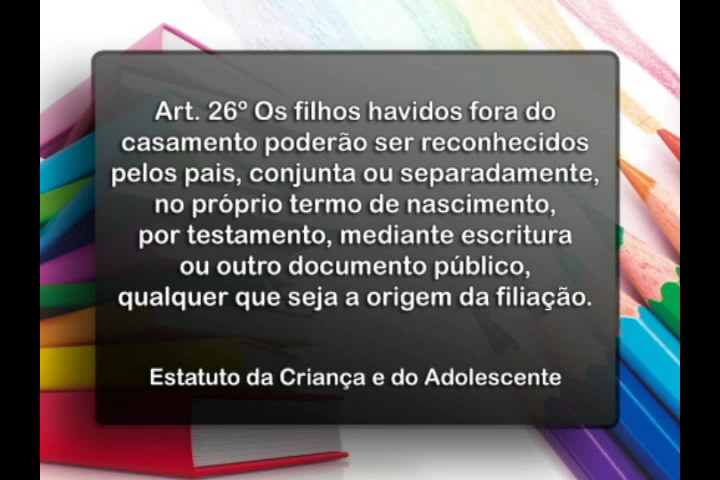 Art. 26º Os filhos havidos fora do
casamento poderão ser reconhecidos
pelos pais, conjunta ou separadamente,
no próprio termo de nascimento,
por testamento, mediante escritura
ou outro documento público,
qualquer que seja a origem da filiação.
Estatuto da Criança e do Adolescente